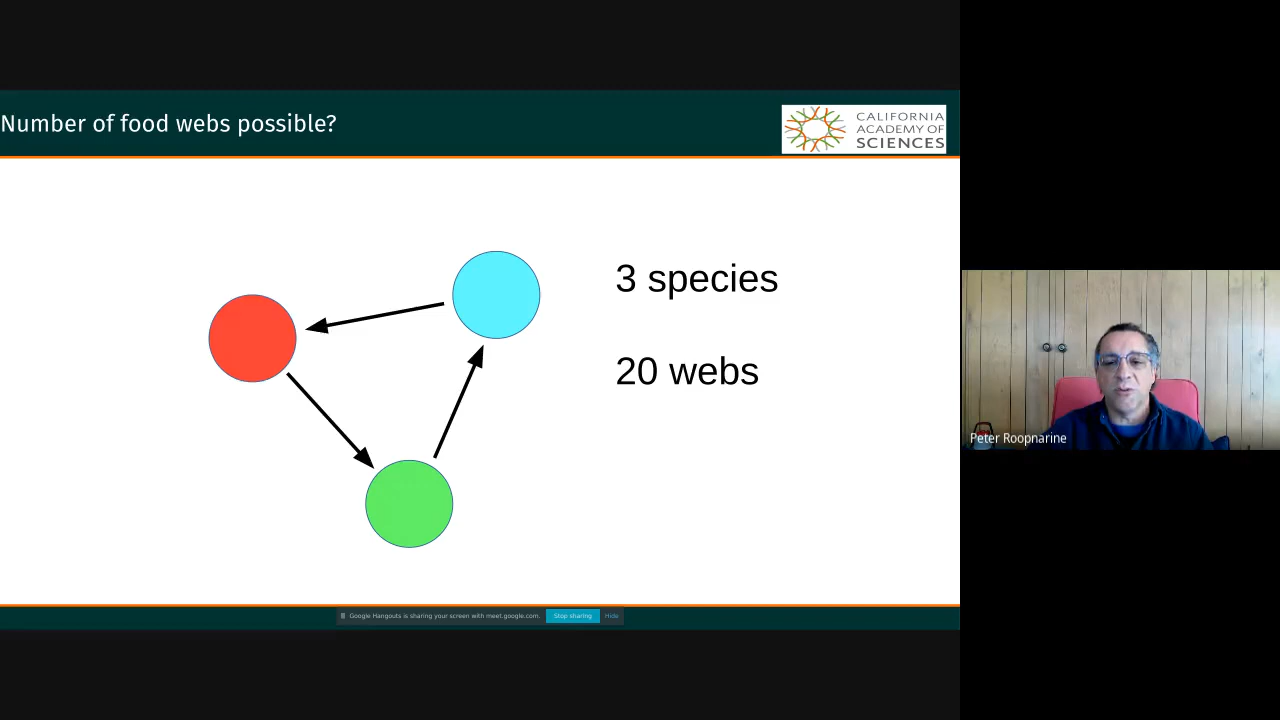 Number of food webs possible?
CALIFORNIA
ACADEMY OF
SCIENCES
3 species
20 webs
Peter Roopnarine
Google Hangouts is sharing your screen with meet.google.com. Stop sharing Hide